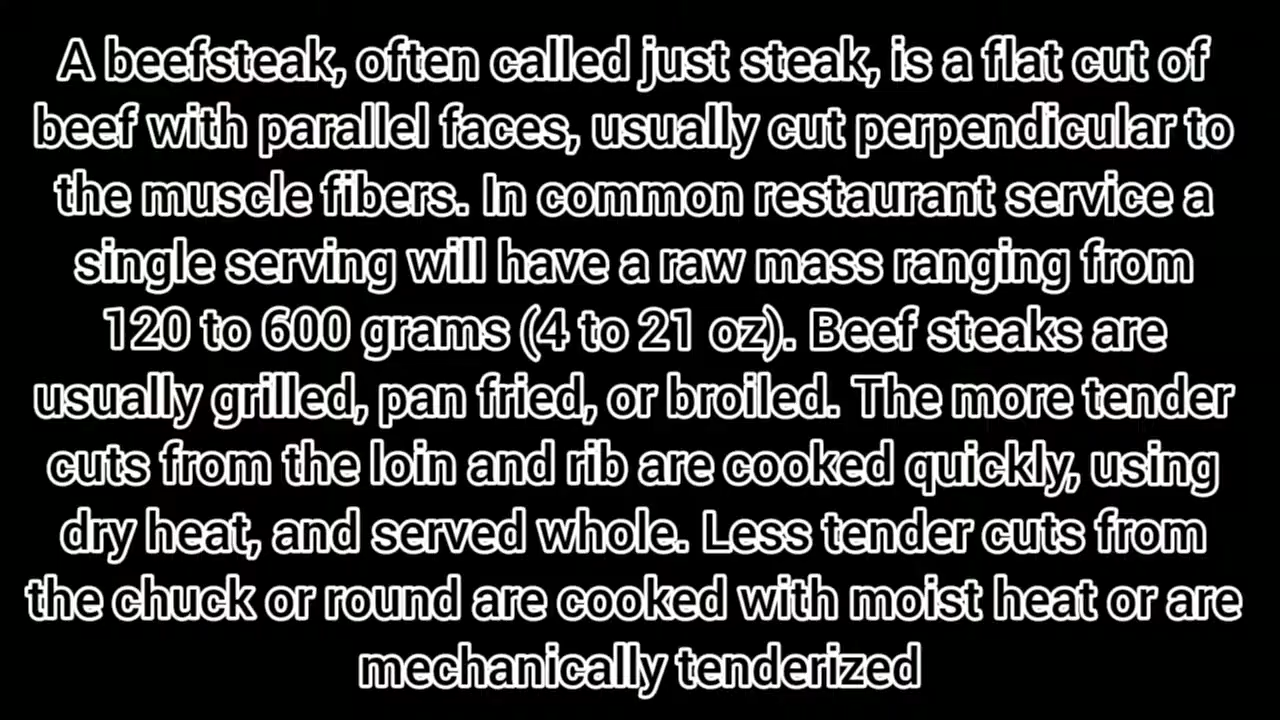 A beefsteak, often called just steak, is a flat cut of
beef with parallel faces, usually cut perpendicular to
the muscle fibers. In common restaurant service a
single serving will have a raw mass ranging from
120 to 600 grams (4 to 21 oz). Beef steaks are
usually grilled, pan fried, or broiled. The more tender
cuts from the loin and rib are cooked quickly, using
dry heat, and served whole. Less tender cuts from
the chuck or round are cooked with moist heat or are
mechanically tenderized